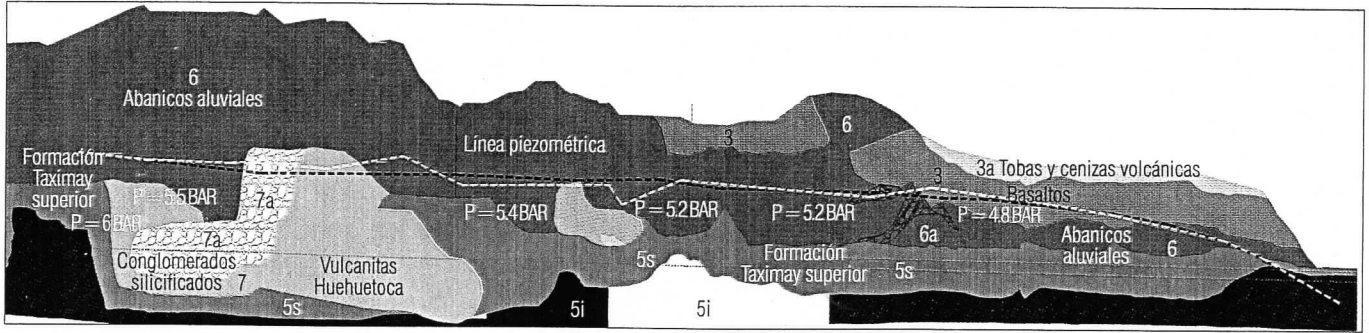 6
Abanicos aluviales
Línea piezométrica
3
6
3a Tobas y cenizas volcánicas
3
Basaltos
Formación
Taxímay
superior
P=5.5BAR
P=6BAR
7a
7a
P=5.4BAR
P=5.2BAR
P=5.2BAR
P=4.8BAR
6a
Abanicos
aluviales
6
Conglomerados
silicificados
7
Vulcanitas
Huehuetoca
5s
Formación
Taxímay superior
5s
5s
5i
5i